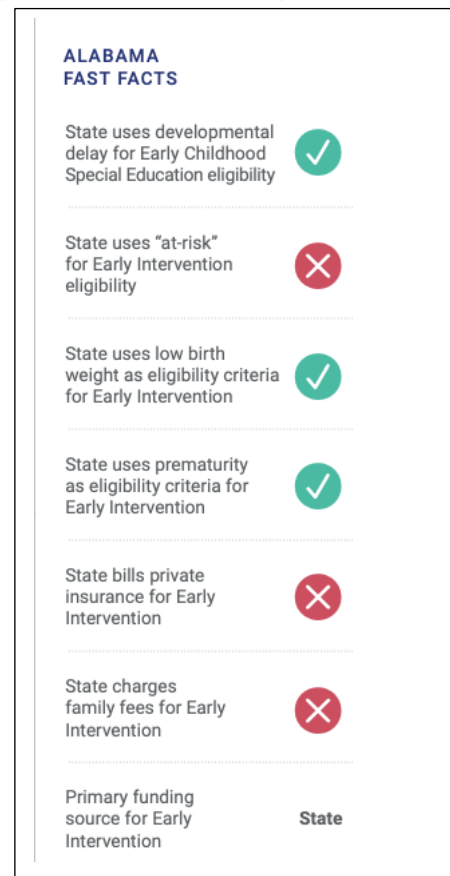 ALABAMA
FAST FACTS
State uses developmental
delay for Early Childhood
Special Education eligibility
State uses “at-risk”
for Early Intervention
eligibility
State uses low birth
weight as eligibility criteria
for Early Intervention
State uses prematurity
as eligibility criteria for
Early Intervention
State bills private
insurance for Early
Intervention
State charges
family fees for Early
Intervention
Primary funding
source for Early
Intervention
State